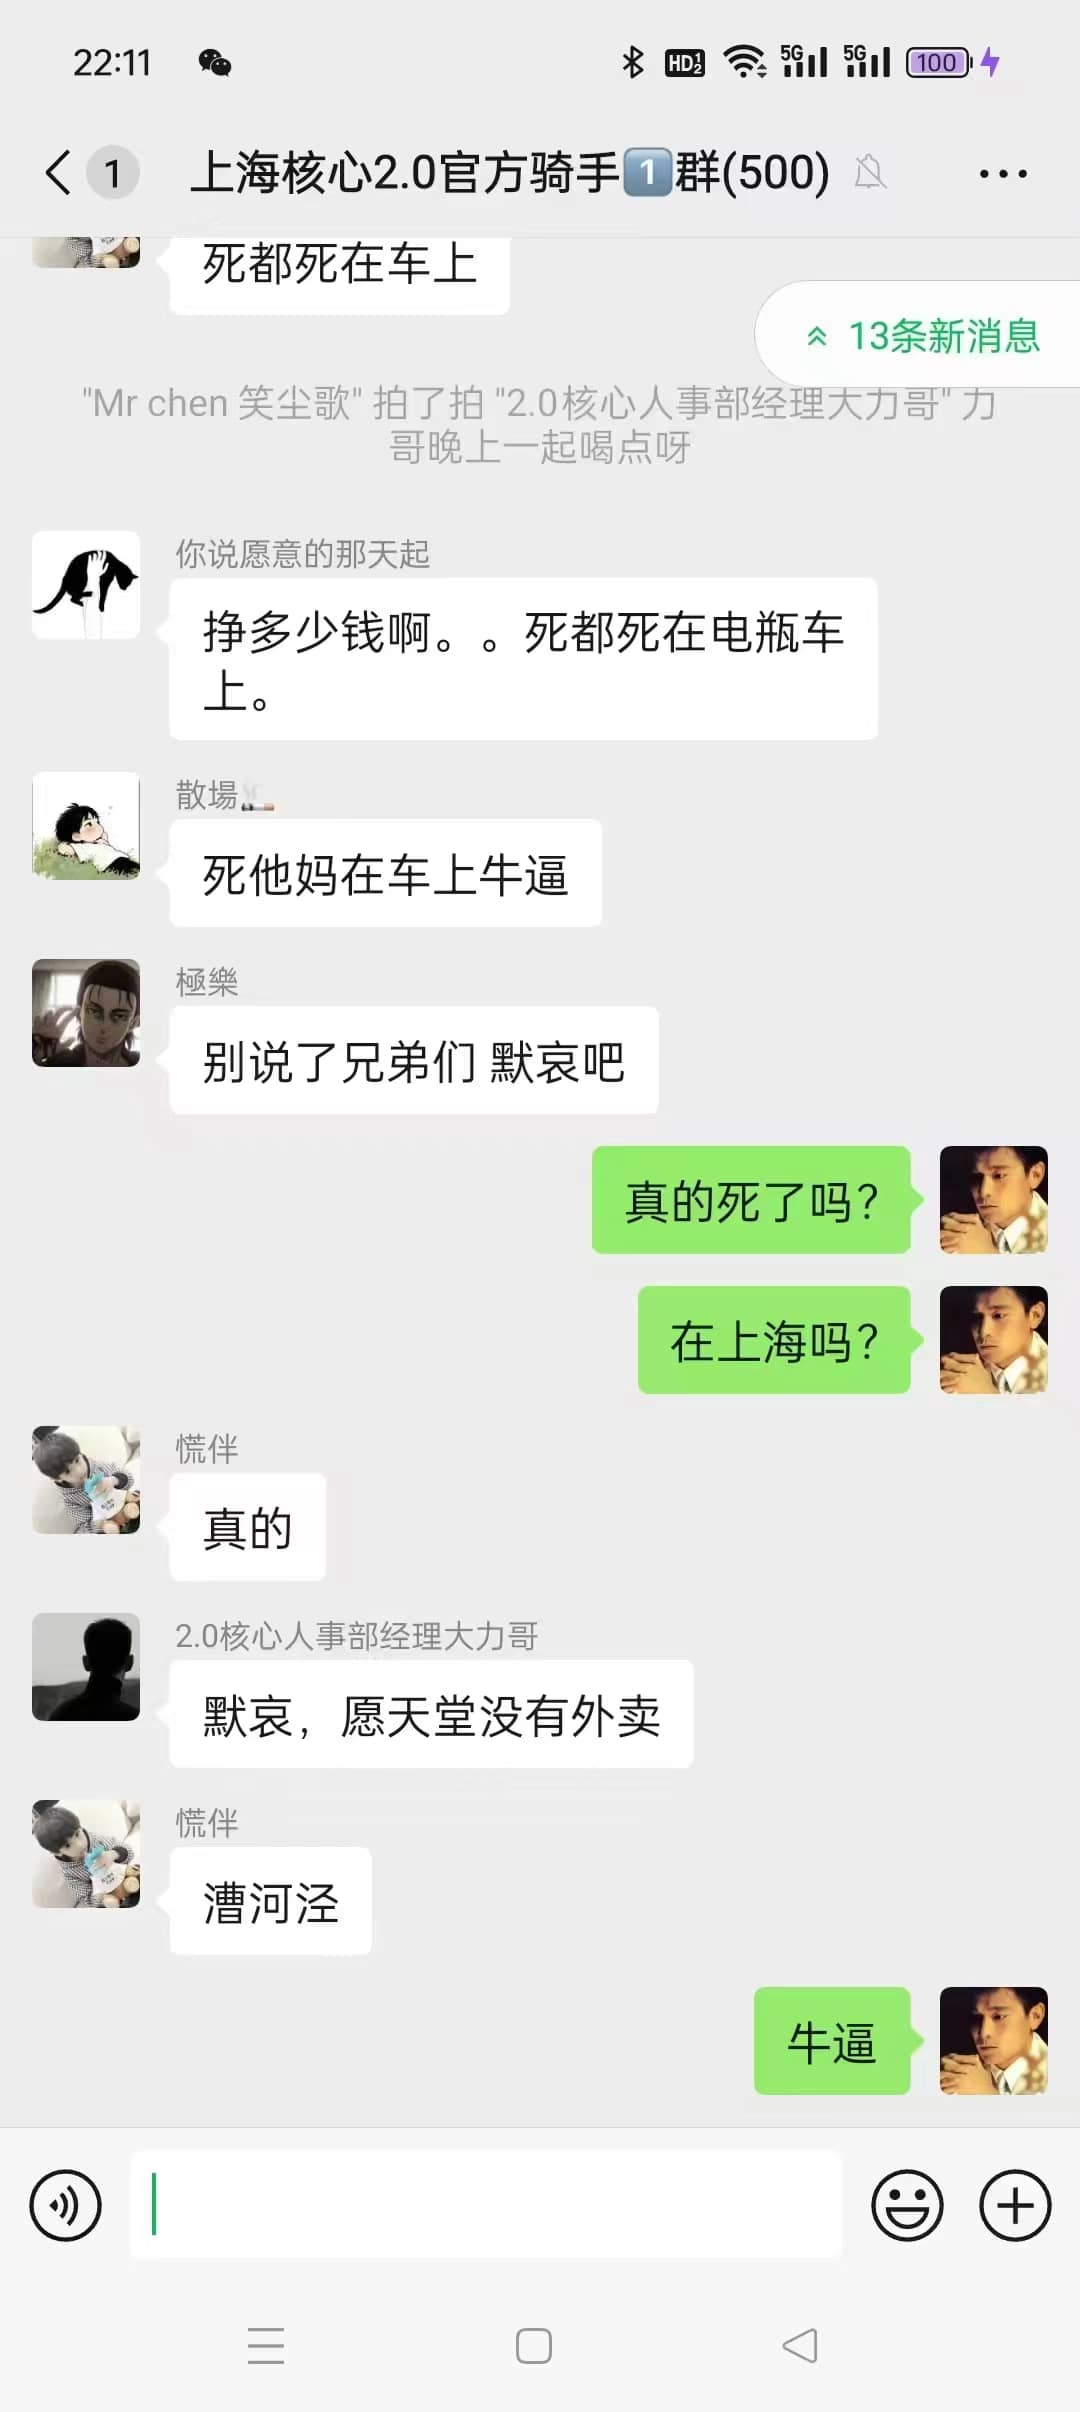 22:11
HD 1 2 5G 5G 100
1 上海核心2.0官方骑手1️⃣群(500)
死都死在车上
13条新消息
"Mr chen 笑尘歌" 拍了拍 "2.0核心人事部经理大力哥" 力
哥晚上一起喝点呀
你说愿意的那天起
挣多少钱啊。。死都死在电瓶车
上。
散場🚬
死他妈在车上牛逼
極樂
别说了兄弟们 默哀吧
真的死了吗？
在上海吗？
慌伴
真的
2.0核心人事部经理大力哥
默哀，愿天堂没有外卖
慌伴
漕河泾
牛逼